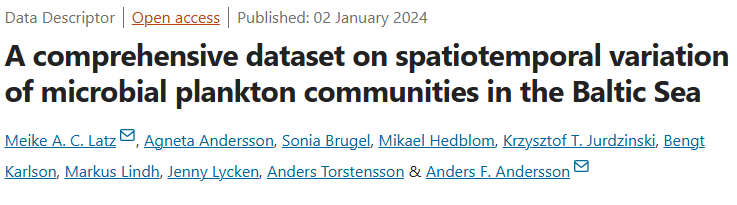 Data Descriptor | Open access | Published: 02 January 2024
A comprehensive dataset on spatiotemporal variation
of microbial plankton communities in the Baltic Sea
Meike A. C. Latz, Agneta Andersson, Sonia Brugel, Mikael Hedblom, Krzysztof T. Jurdzinski, Bengt
Karlson, Markus Lindh, Jenny Lycken, Anders Torstensson & Anders F. Andersson